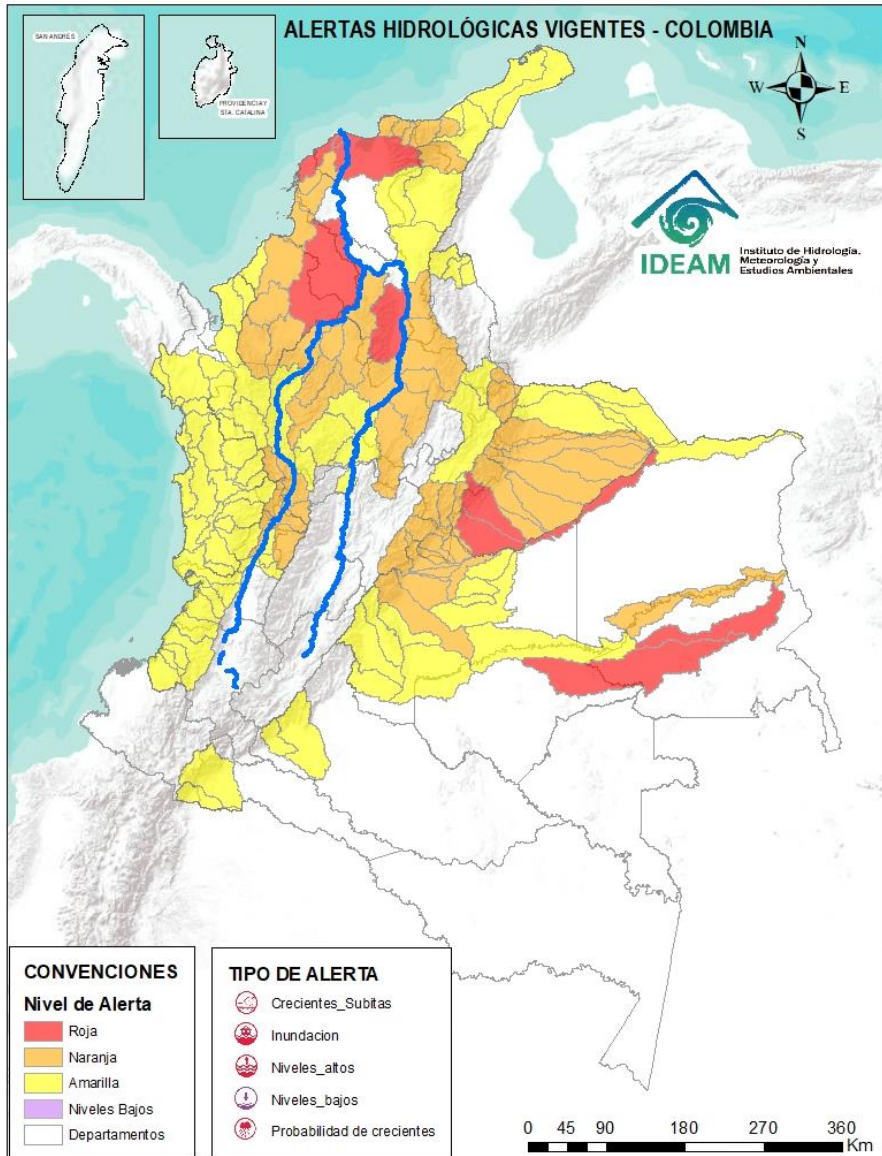 ALERTAS HIDROLÓGICAS VIGENTES - COLOMBIA
SAN ANDRÉS
PROVIDENCIA Y
STA. CATALINA
N
W
E
S
IDEAM
Instituto de Hidrología,
Meteorología y
Estudios Ambientales
CONVENCIONES
Nivel de Alerta
Roja
Naranja
Amarilla
Niveles Bajos
Departamentos
TIPO DE ALERTA
Crecientes_Subitas
Inundacion
Niveles_altos
Niveles_bajos
Probabilidad de crecientes
0 45 90 180 270 360
Km